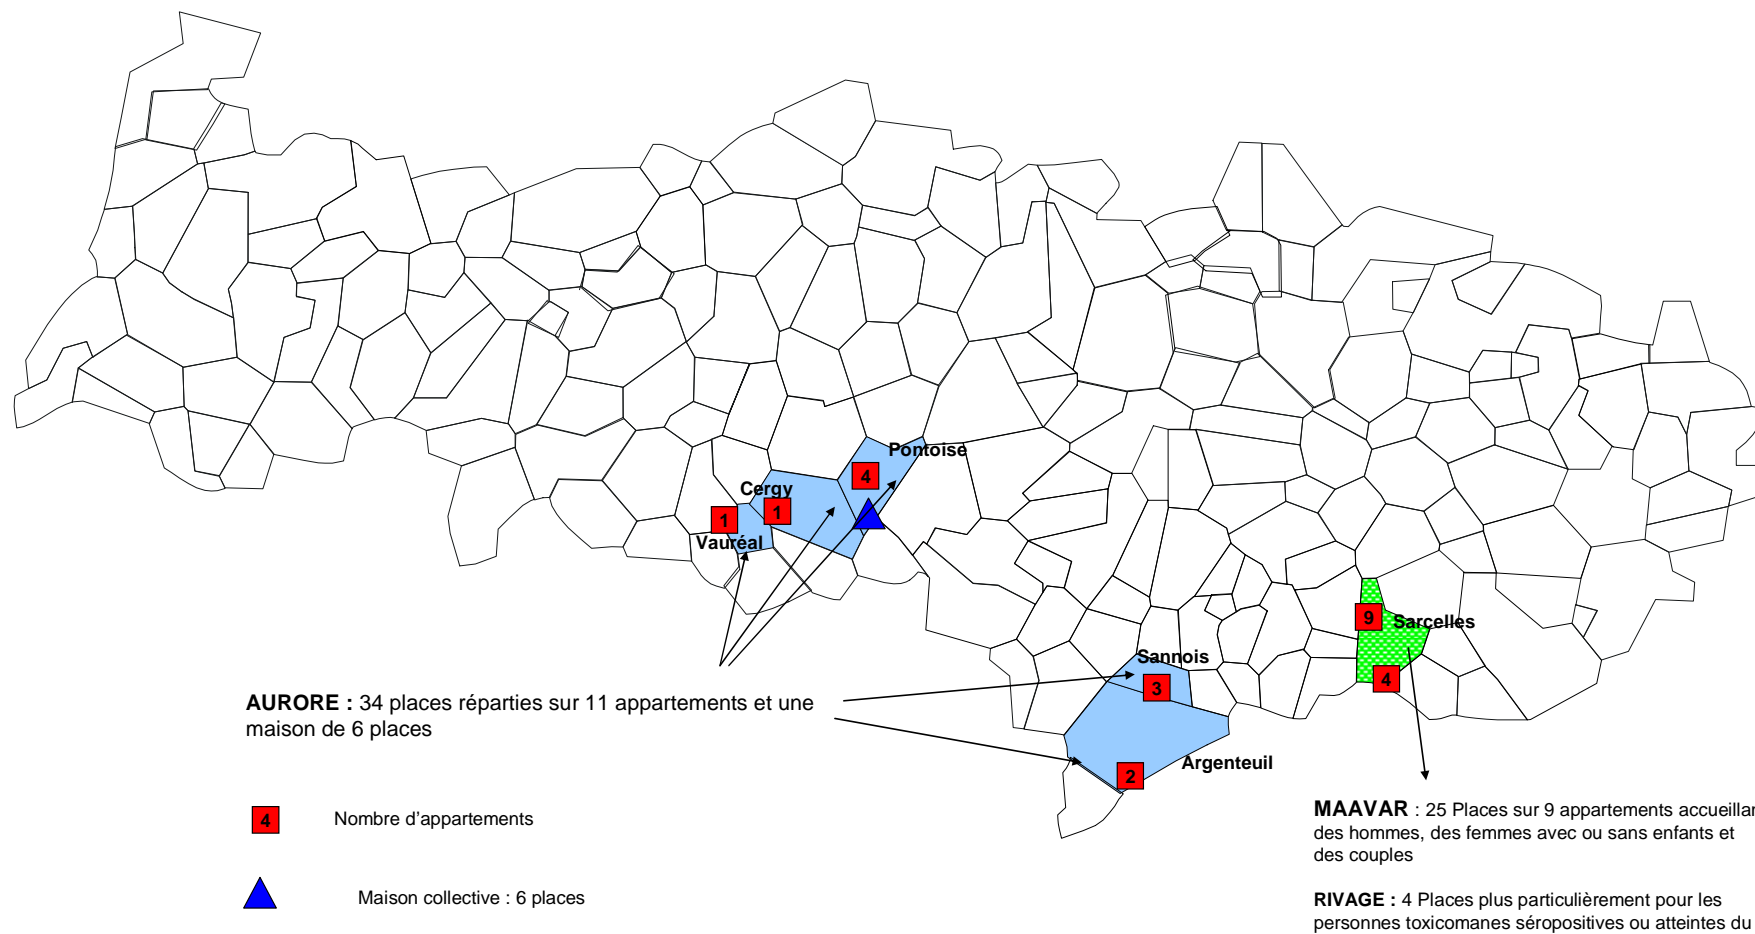 Pontoise
4
Cergy
1
1
Vauréal
9
Sarcelles
Sannois
3
4
AURORE : 34 places réparties sur 11 appartements et une
maison de 6 places
Argenteuil
2
4 Nombre d'appartements
Maison collective : 6 places
MAAVAR : 25 Places sur 9 appartements accueillan
des hommes, des femmes avec ou sans enfants et
des couples
RIVAGE : 4 Places plus particulièrement pour les
personnes toxicomanes séropositives ou atteintes du